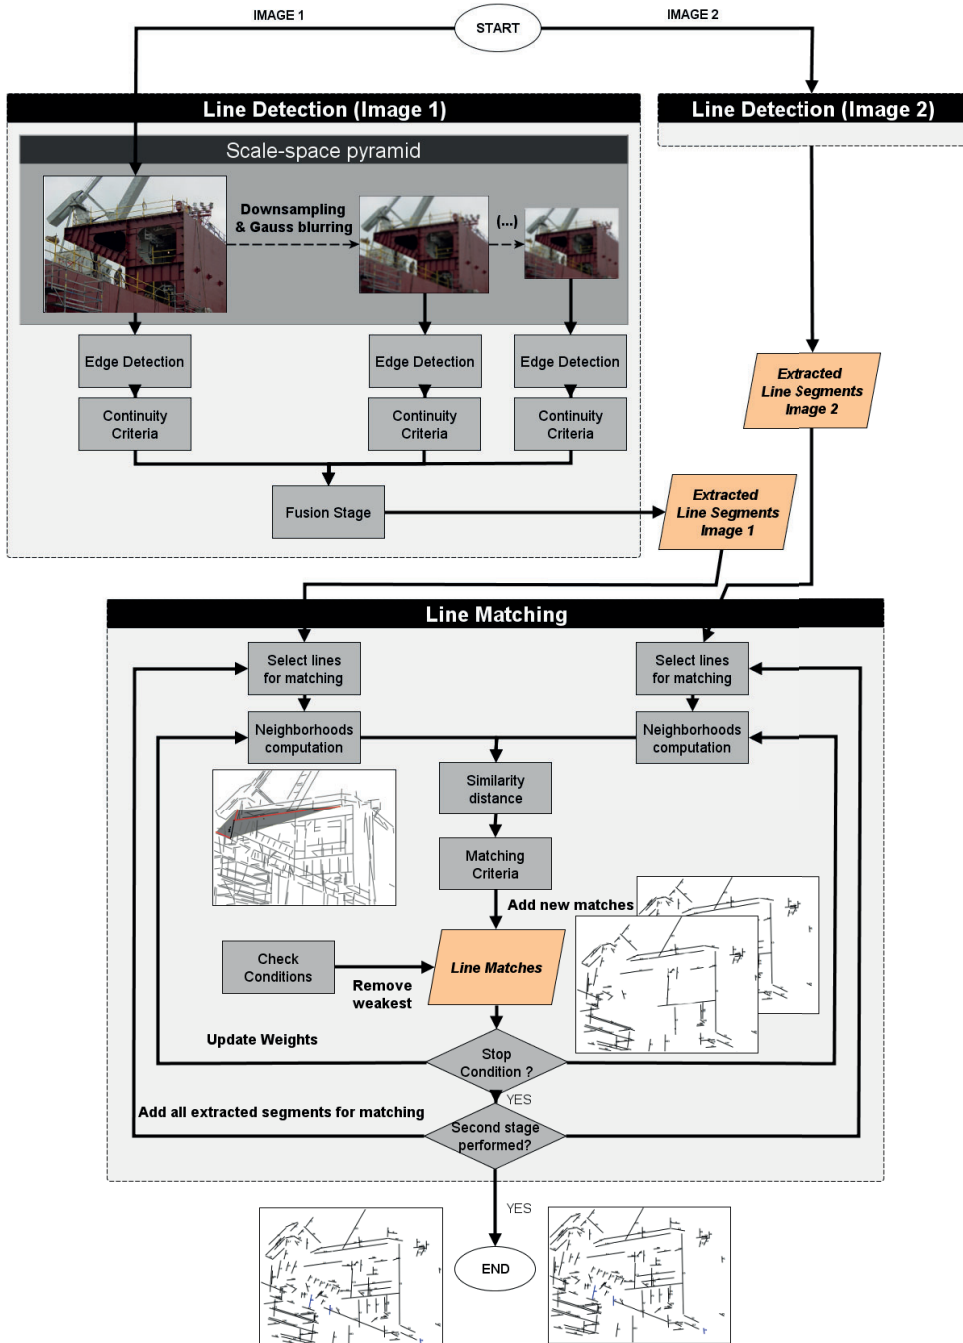 IMAGE 1
START
IMAGE 2
Line Detection (Image 1)
Line Detection (Image 2)
Scale-space pyramid
Downsampling
& Gauss blurring
(...)
Edge Detection
Edge Detection
Edge Detection
Continuity
Criteria
Continuity
Criteria
Continuity
Criteria
Extracted
Line Segments
Image 2
Fusion Stage
Extracted
Line Segments
Image 1
Line Matching
Select lines
for matching
Select lines
for matching
Neighborhoods
computation
Neighborhoods
computation
Similarity
distance
Matching
Criteria
Add new matches
Check
Conditions
Line Matches
Remove
weakest
Update Weights
Stop
Condition ?
YES
Add all extracted segments for matching
Second stage
performed?
YES
END